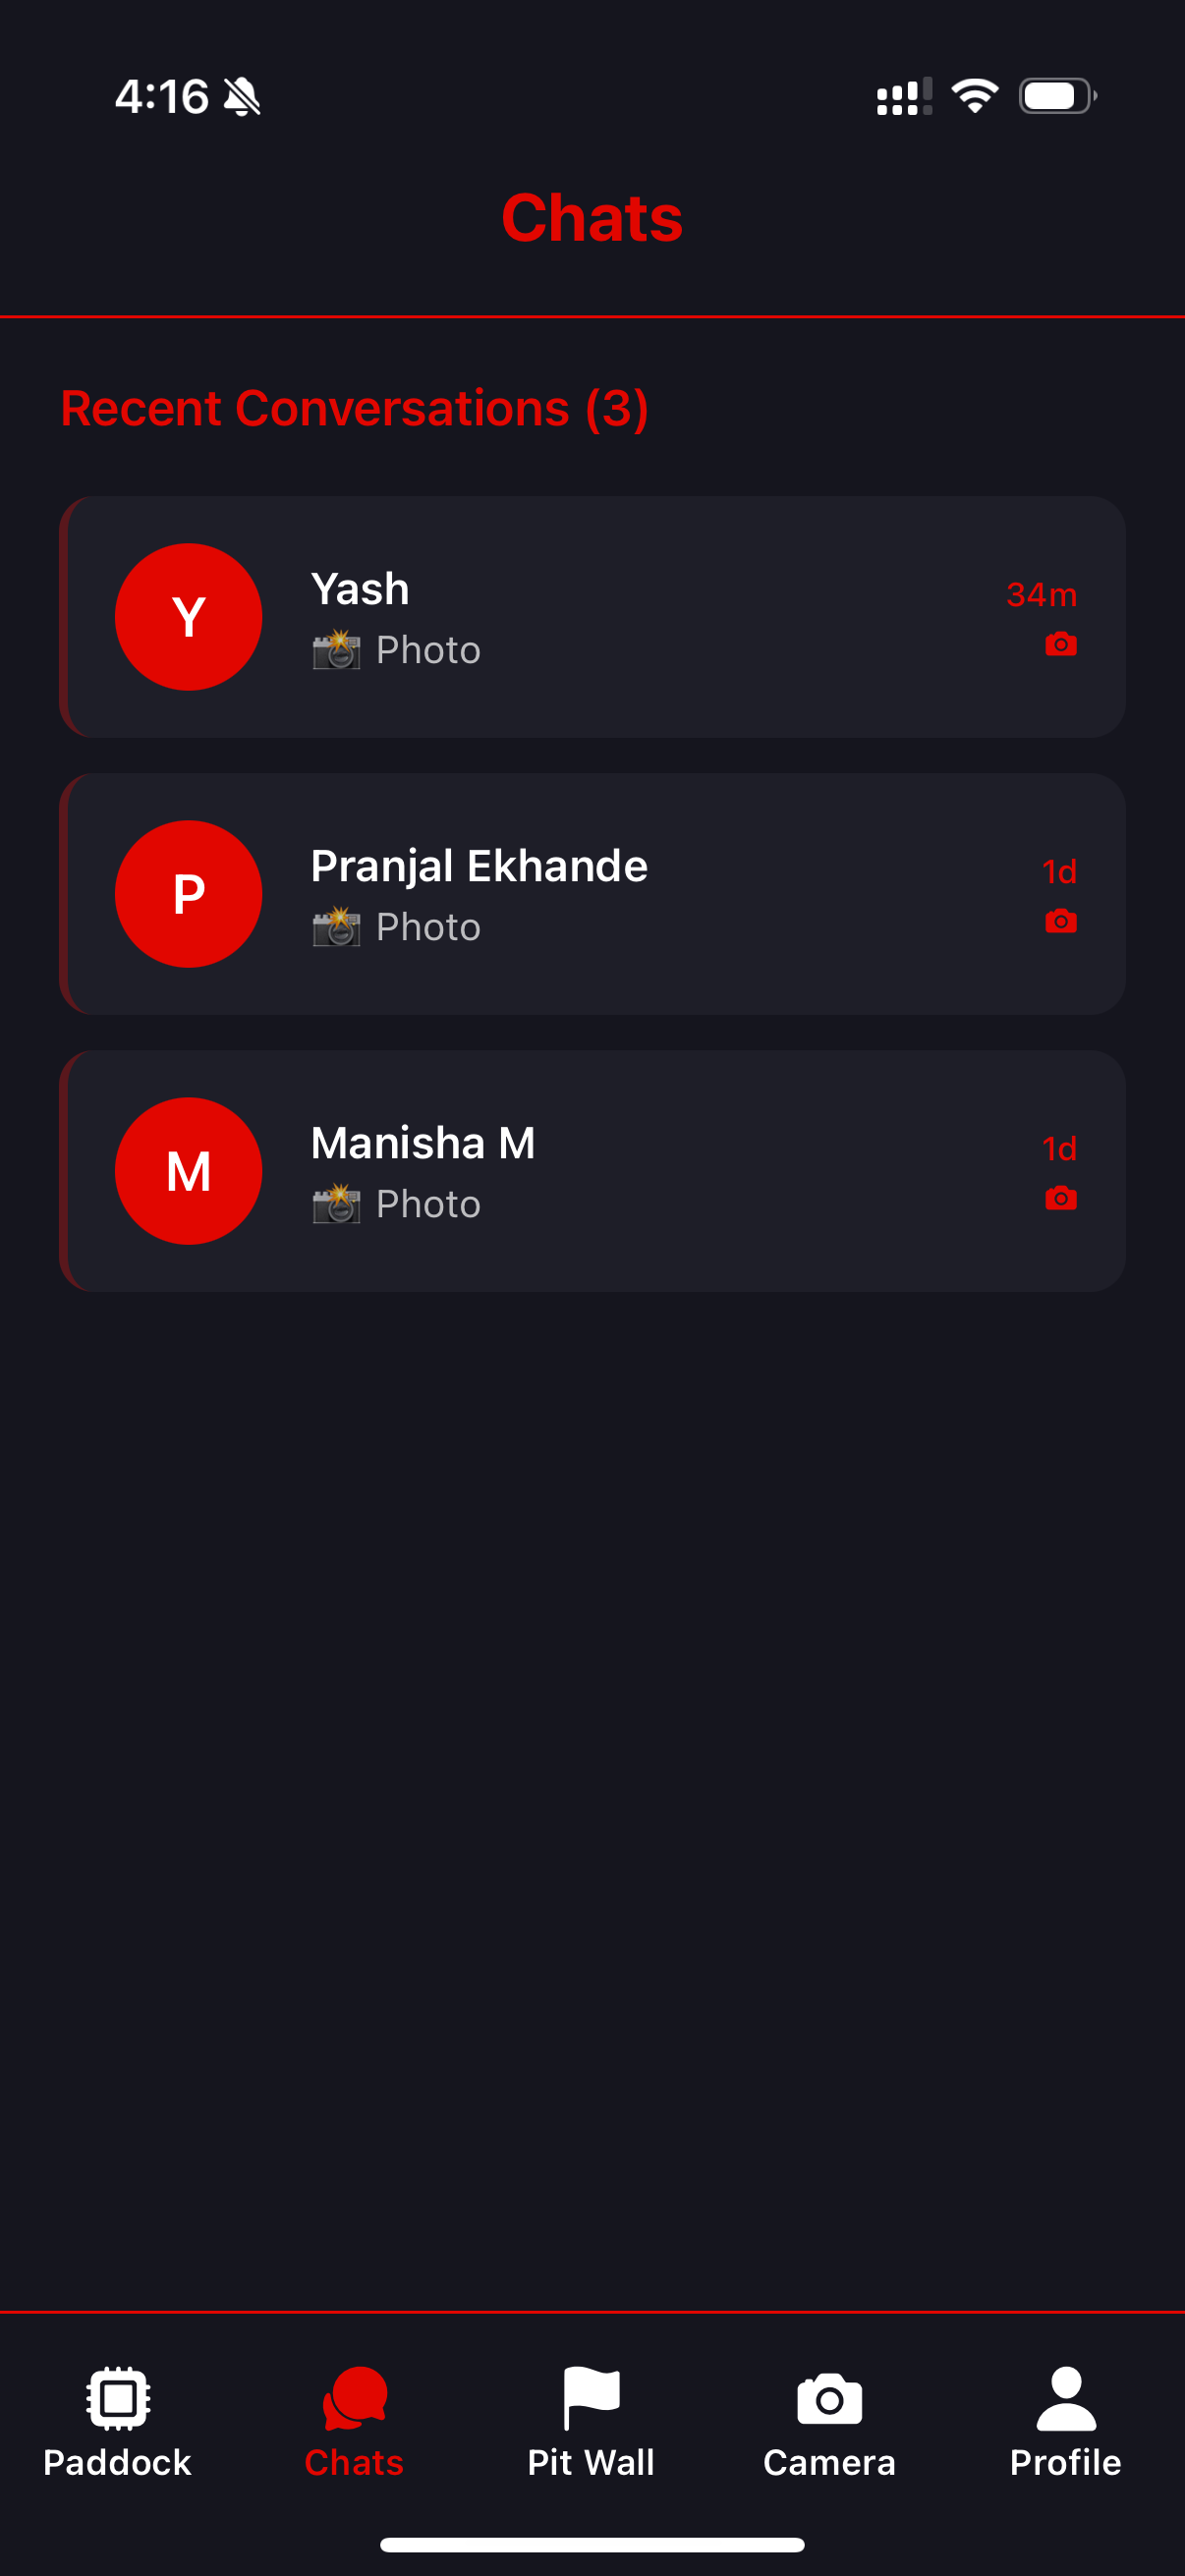 4:16
Chats
Recent Conversations (3)
Y
Yash
34m
📸 Photo
P
Pranjal Ekhande
1d
📸 Photo
M
Manisha M
1d
📸 Photo
Paddock
Chats
Pit Wall
Camera
Profile